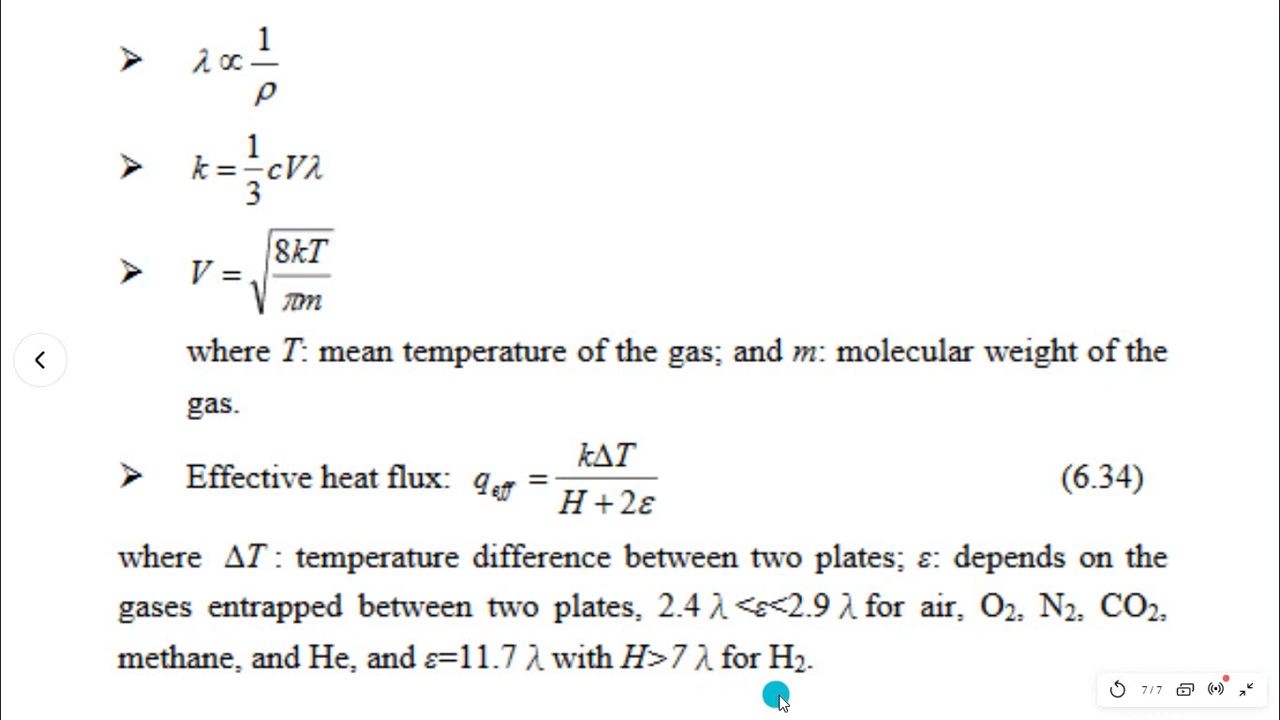 ➢ λ ∝ 1/ρ
➢ k = 1/3 cVλ
➢ V = √(8kT/πm)
where T: mean temperature of the gas; and m: molecular weight of the
gas.
➢ Effective heat flux: q_eff = kΔT/(H + 2ε) (6.34)
where ΔT : temperature difference between two plates; ε: depends on the
gases entrapped between two plates, 2.4 λ <ε<2.9 λ for air, O₂, N₂, CO₂,
methane, and He, and ε=11.7 λ with H>7 λ for H₂.
7/7